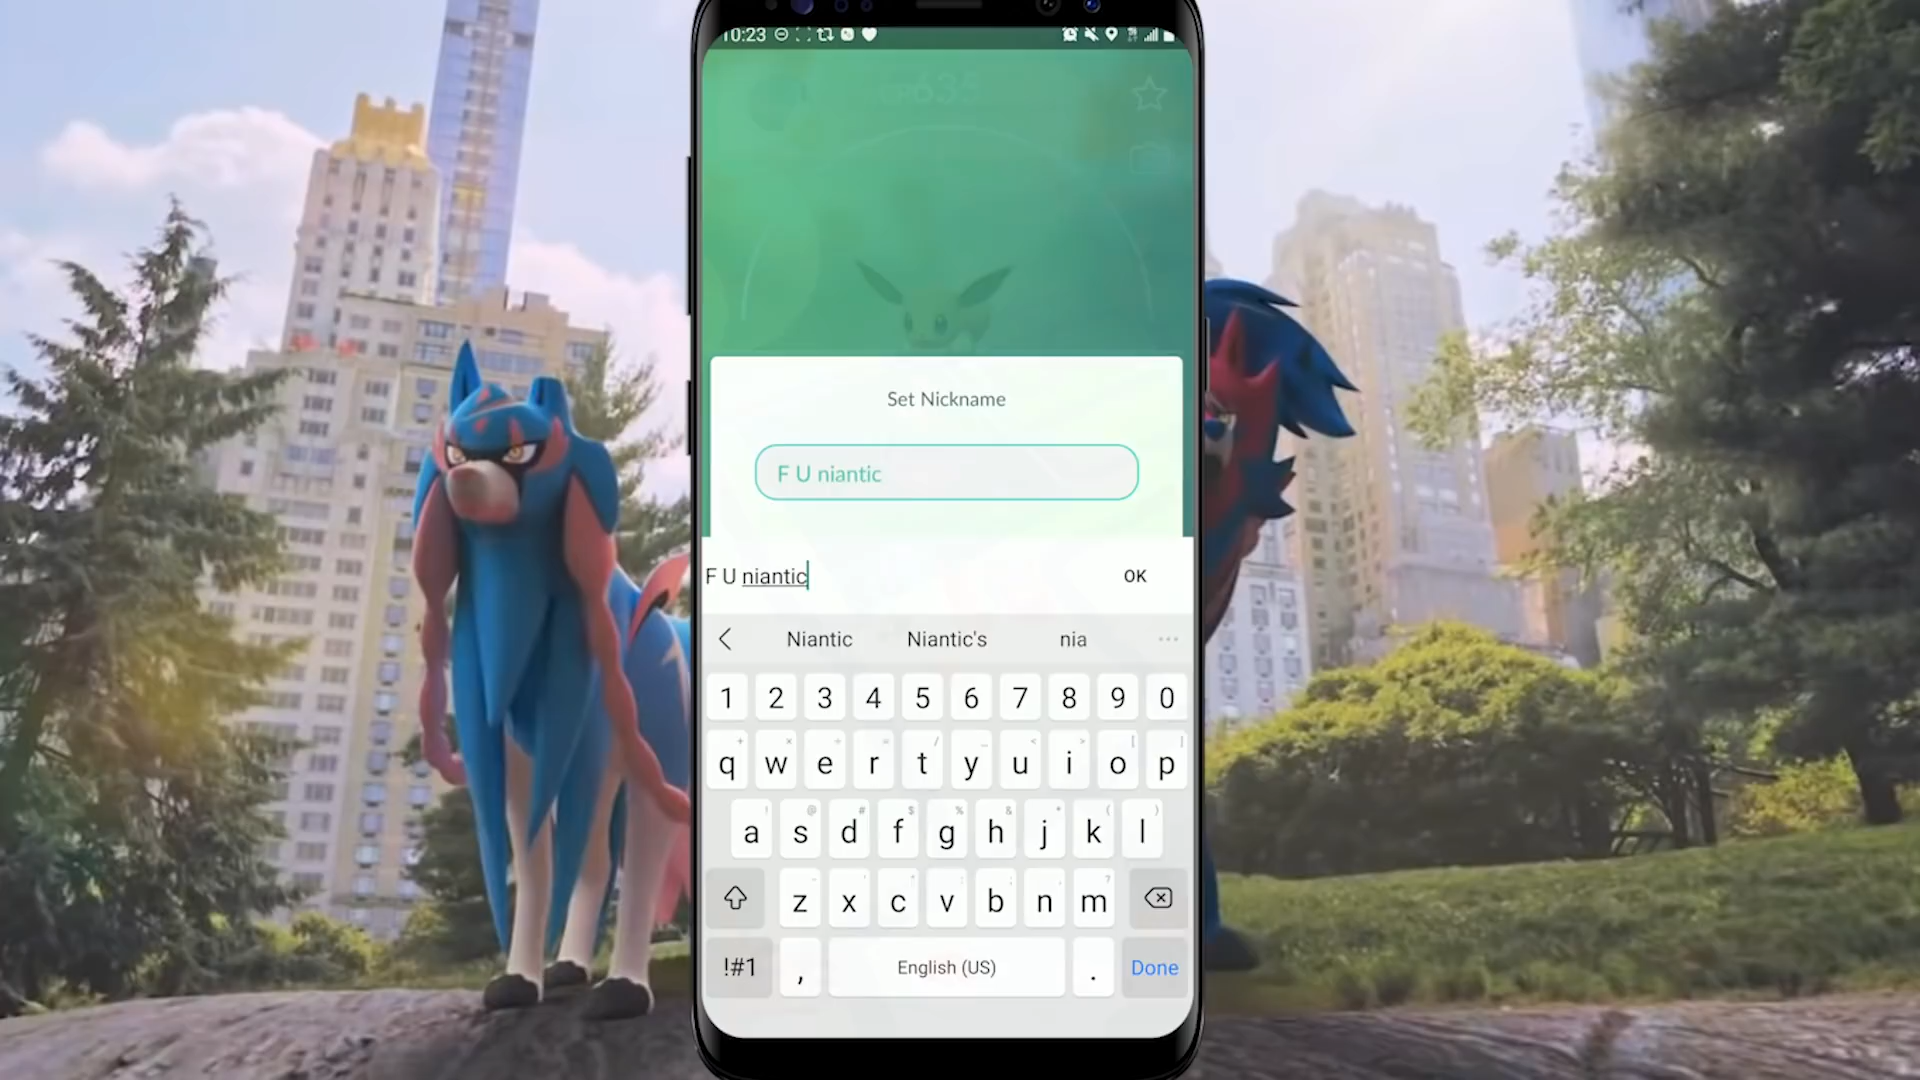 10:23
CP635
Set Nickname
F U niantic
F U niantic
OK
Niantic Niantic's nia
1 2 3 4 5 6 7 8 9 0
q w e r t y u i o p
a s d f g h j k l
z x c v b n m
!#1 , English (US) . Done